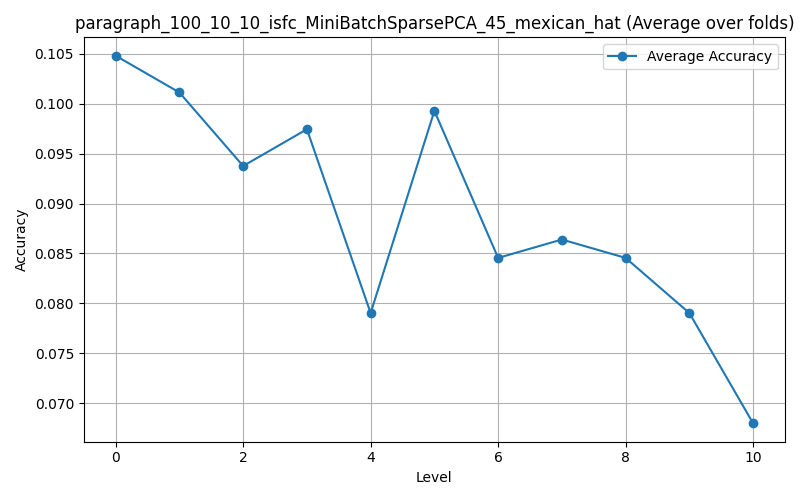 paragraph_100_10_10_isfc_MiniBatchSparsePCA_45_mexican_hat (Average over folds)
Average Accuracy
0.105
0.100
0.095
0.090
0.085
0.080
0.075
0.070
Accuracy
0 2 4 6 8 10
Level